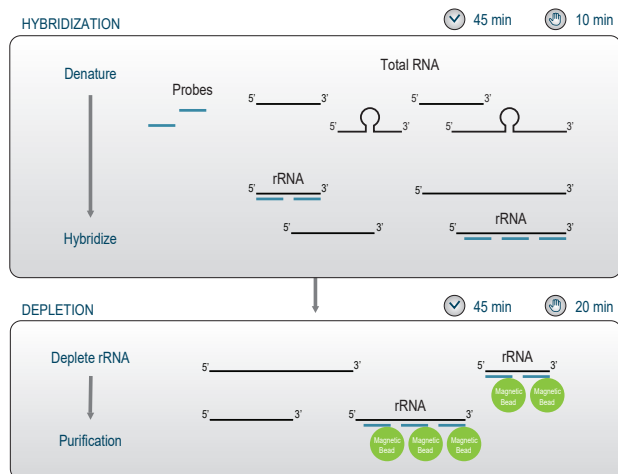 HYBRIDIZATION 45 min 10 min
Total RNA
Denature
Probes
5’ 3’ 5’ 3’
5’ 3’ 5’ 3’
rRNA
5’ 3’ 5’ 3’
rRNA
5’ 3’ 5’ 3’
Hybridize
DEPLETION 45 min 20 min
Deplete rRNA
rRNA
5’ 3’ 5’ 3’
Magnetic Bead Magnetic Bead
rRNA
5’ 3’ 5’ 3’
Purification
Magnetic Bead Magnetic Bead Magnetic Bead